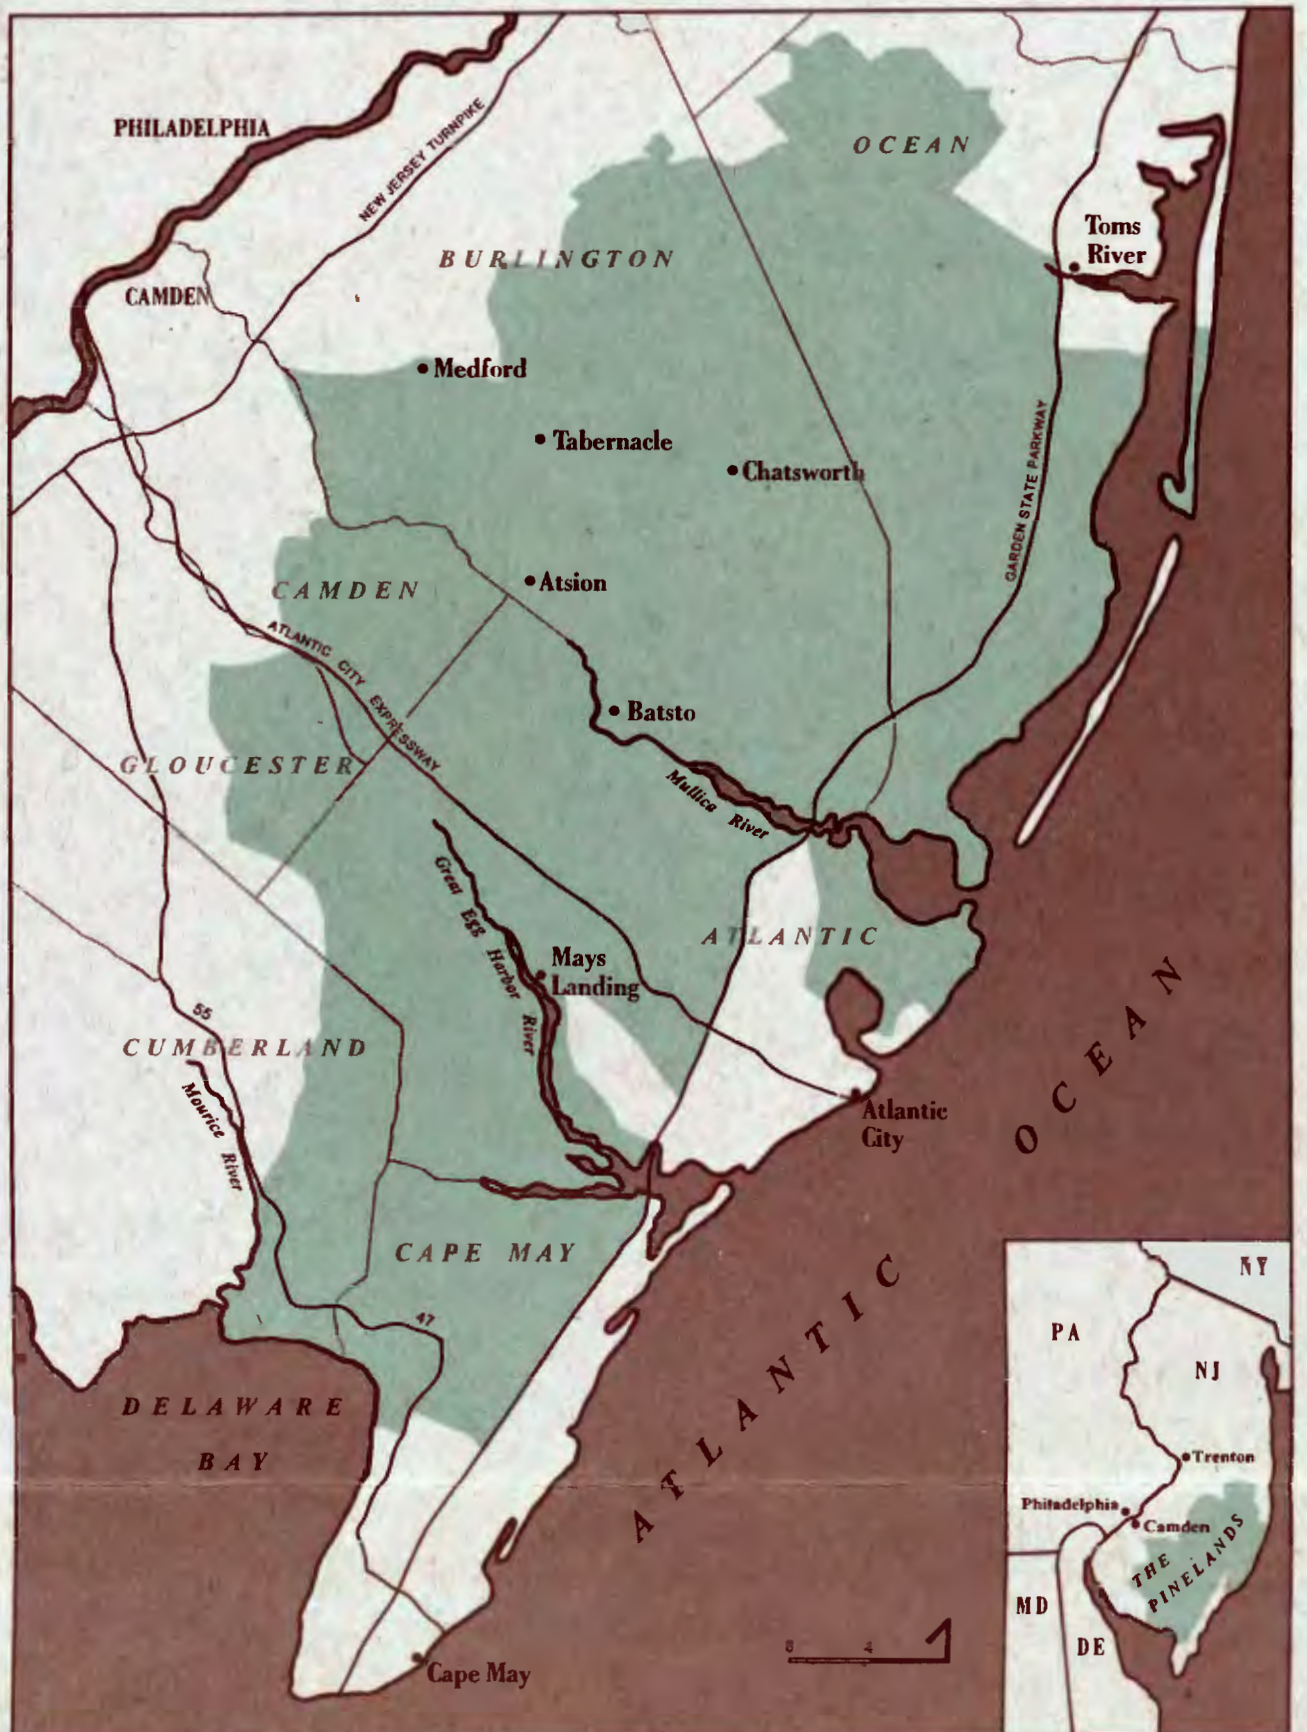 PHILADELPHIA
NEW JERSEY TURNPIKE
OCEAN
Toms
River
BURLINGTON
CAMDEN
Medford
Tabernacle
Chatsworth
GARDEN STATE PARKWAY
CAMDEN
Atsion
ATLANTIC CITY EXPRESSWAY
Batsto
GLOUCESTER
Mullica River
Great Egg Harbor River
ATLANTIC
Mays
Landing
55
CUMBERLAND
Mourice River
Atlantic
City
ATLANTIC OCEAN
CAPE MAY
47
DELAWARE
BAY
Cape May
0 4
NY
PA
NJ
Trenton
Philadelphia
Camden
THE
PINELANDS
MD
DE